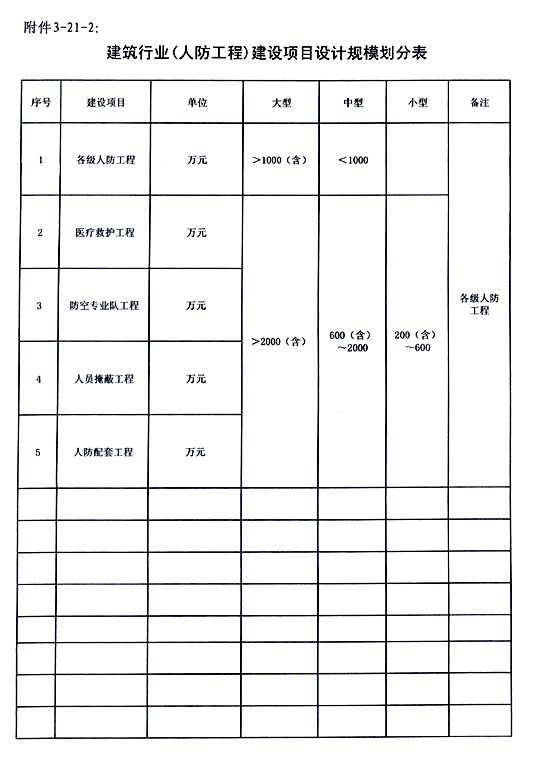 附件3-21-2:
建筑行业(人防工程)建设项目设计规模划分表
序号 建设项目 单位 大型 中型 小型 备注
1 各级人防工程 万元 >1000（含） <1000
2 医疗救护工程 万元
3 防空专业队工程 万元
>2000（含） 600（含）
～2000 200（含）
～600
各级人防
工程
4 人员掩蔽工程 万元
5 人防配套工程 万元